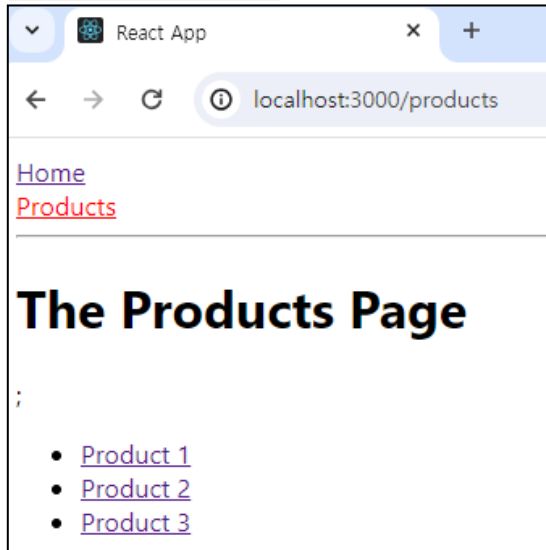 React App
localhost:3000/products
Home
Products
The Products Page
;
Product 1
Product 2
Product 3